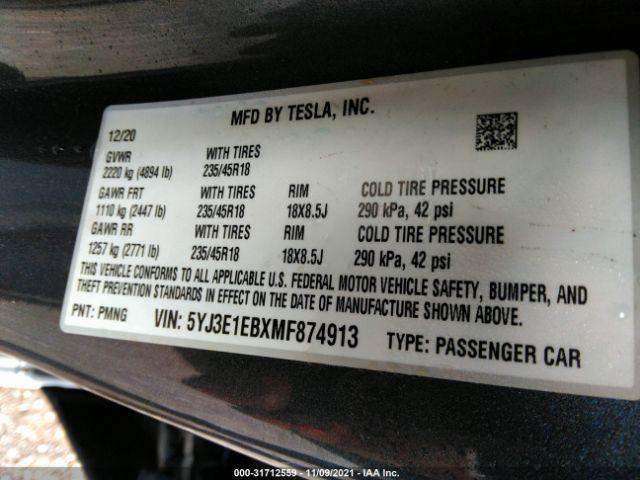 MFD BY TESLA, INC.
12/20
GVWR WITH TIRES
2220 kg (4894 lb) 235/45R18
GAWR FRT WITH TIRES RIM COLD TIRE PRESSURE
1110 kg (2447 lb) 235/45R18 18X8.5J 290 kPa, 42 psi
GAWR RR WITH TIRES RIM COLD TIRE PRESSURE
1257 kg (2771 lb) 235/45R18 18X8.5J 290 kPa, 42 psi
THIS VEHICLE CONFORMS TO ALL APPLICABLE U.S. FEDERAL MOTOR VEHICLE SAFETY, BUMPER, AND
THEFT PREVENTION STANDARDS IN EFFECT ON THE DATE OF MANUFACTURE SHOWN ABOVE.
PNT: PMNG VIN: 5YJ3E1EBXMF874913 TYPE: PASSENGER CAR
000-31712559 - 11/09/2021 - IAA Inc.